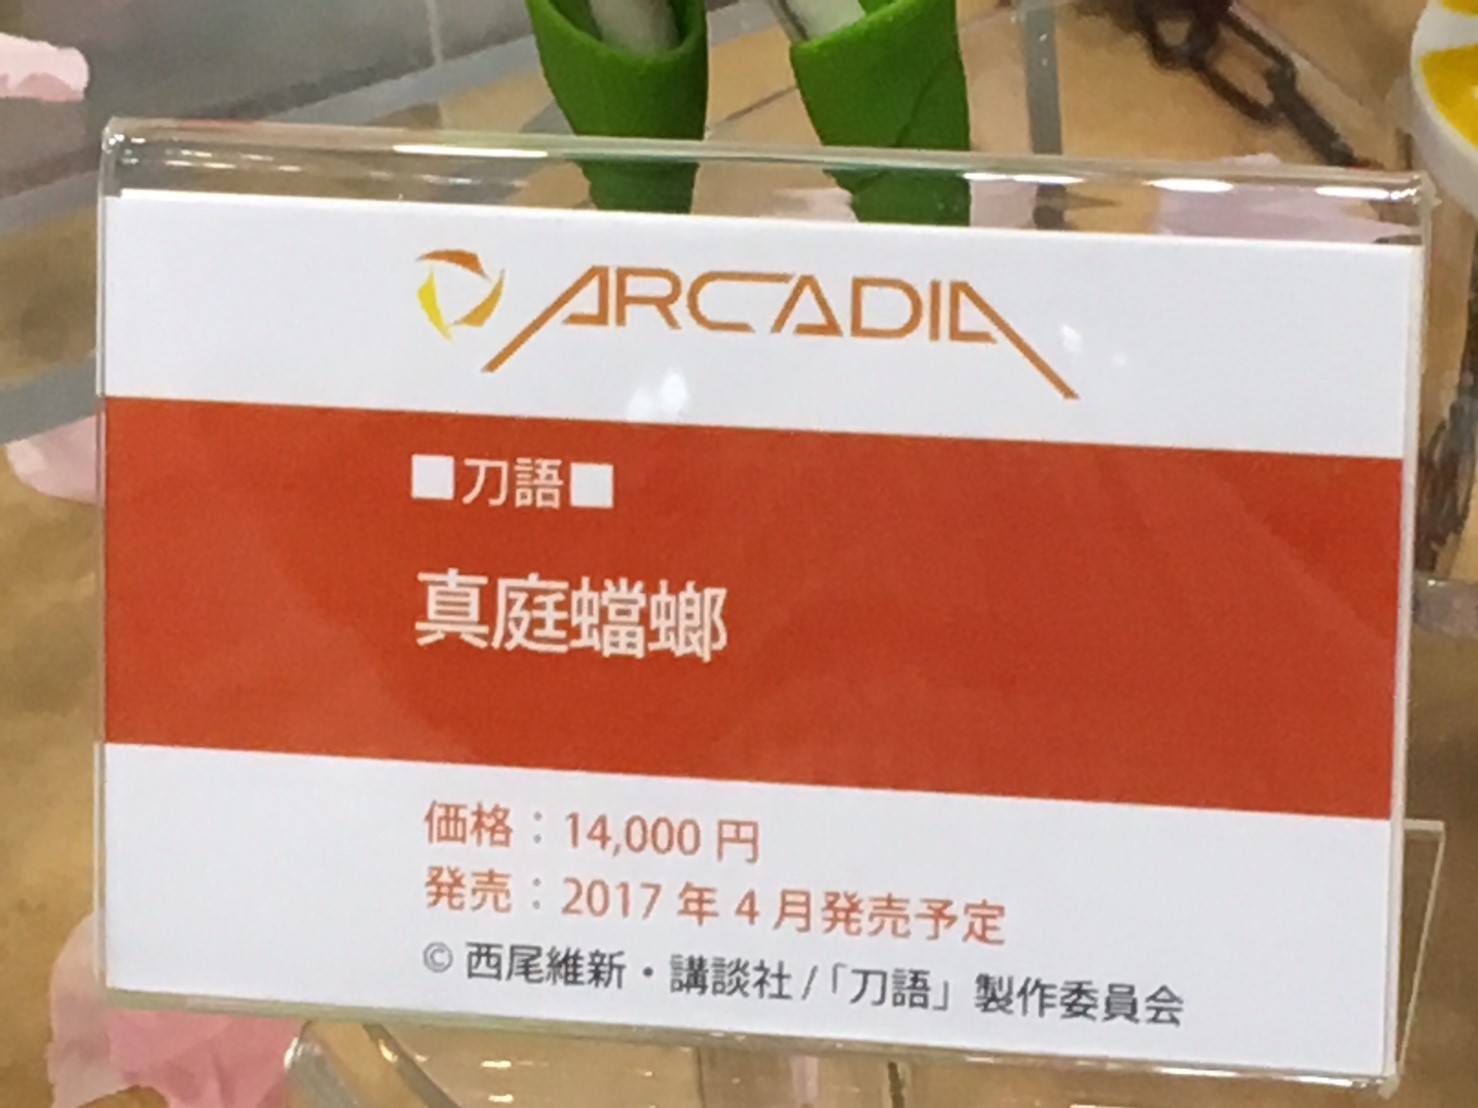 ARCADIA
■刀語■
真庭蟷螂
価格：14,000 円
発売：2017 年 4 月発売予定
© 西尾維新・講談社 /「刀語」製作委員会